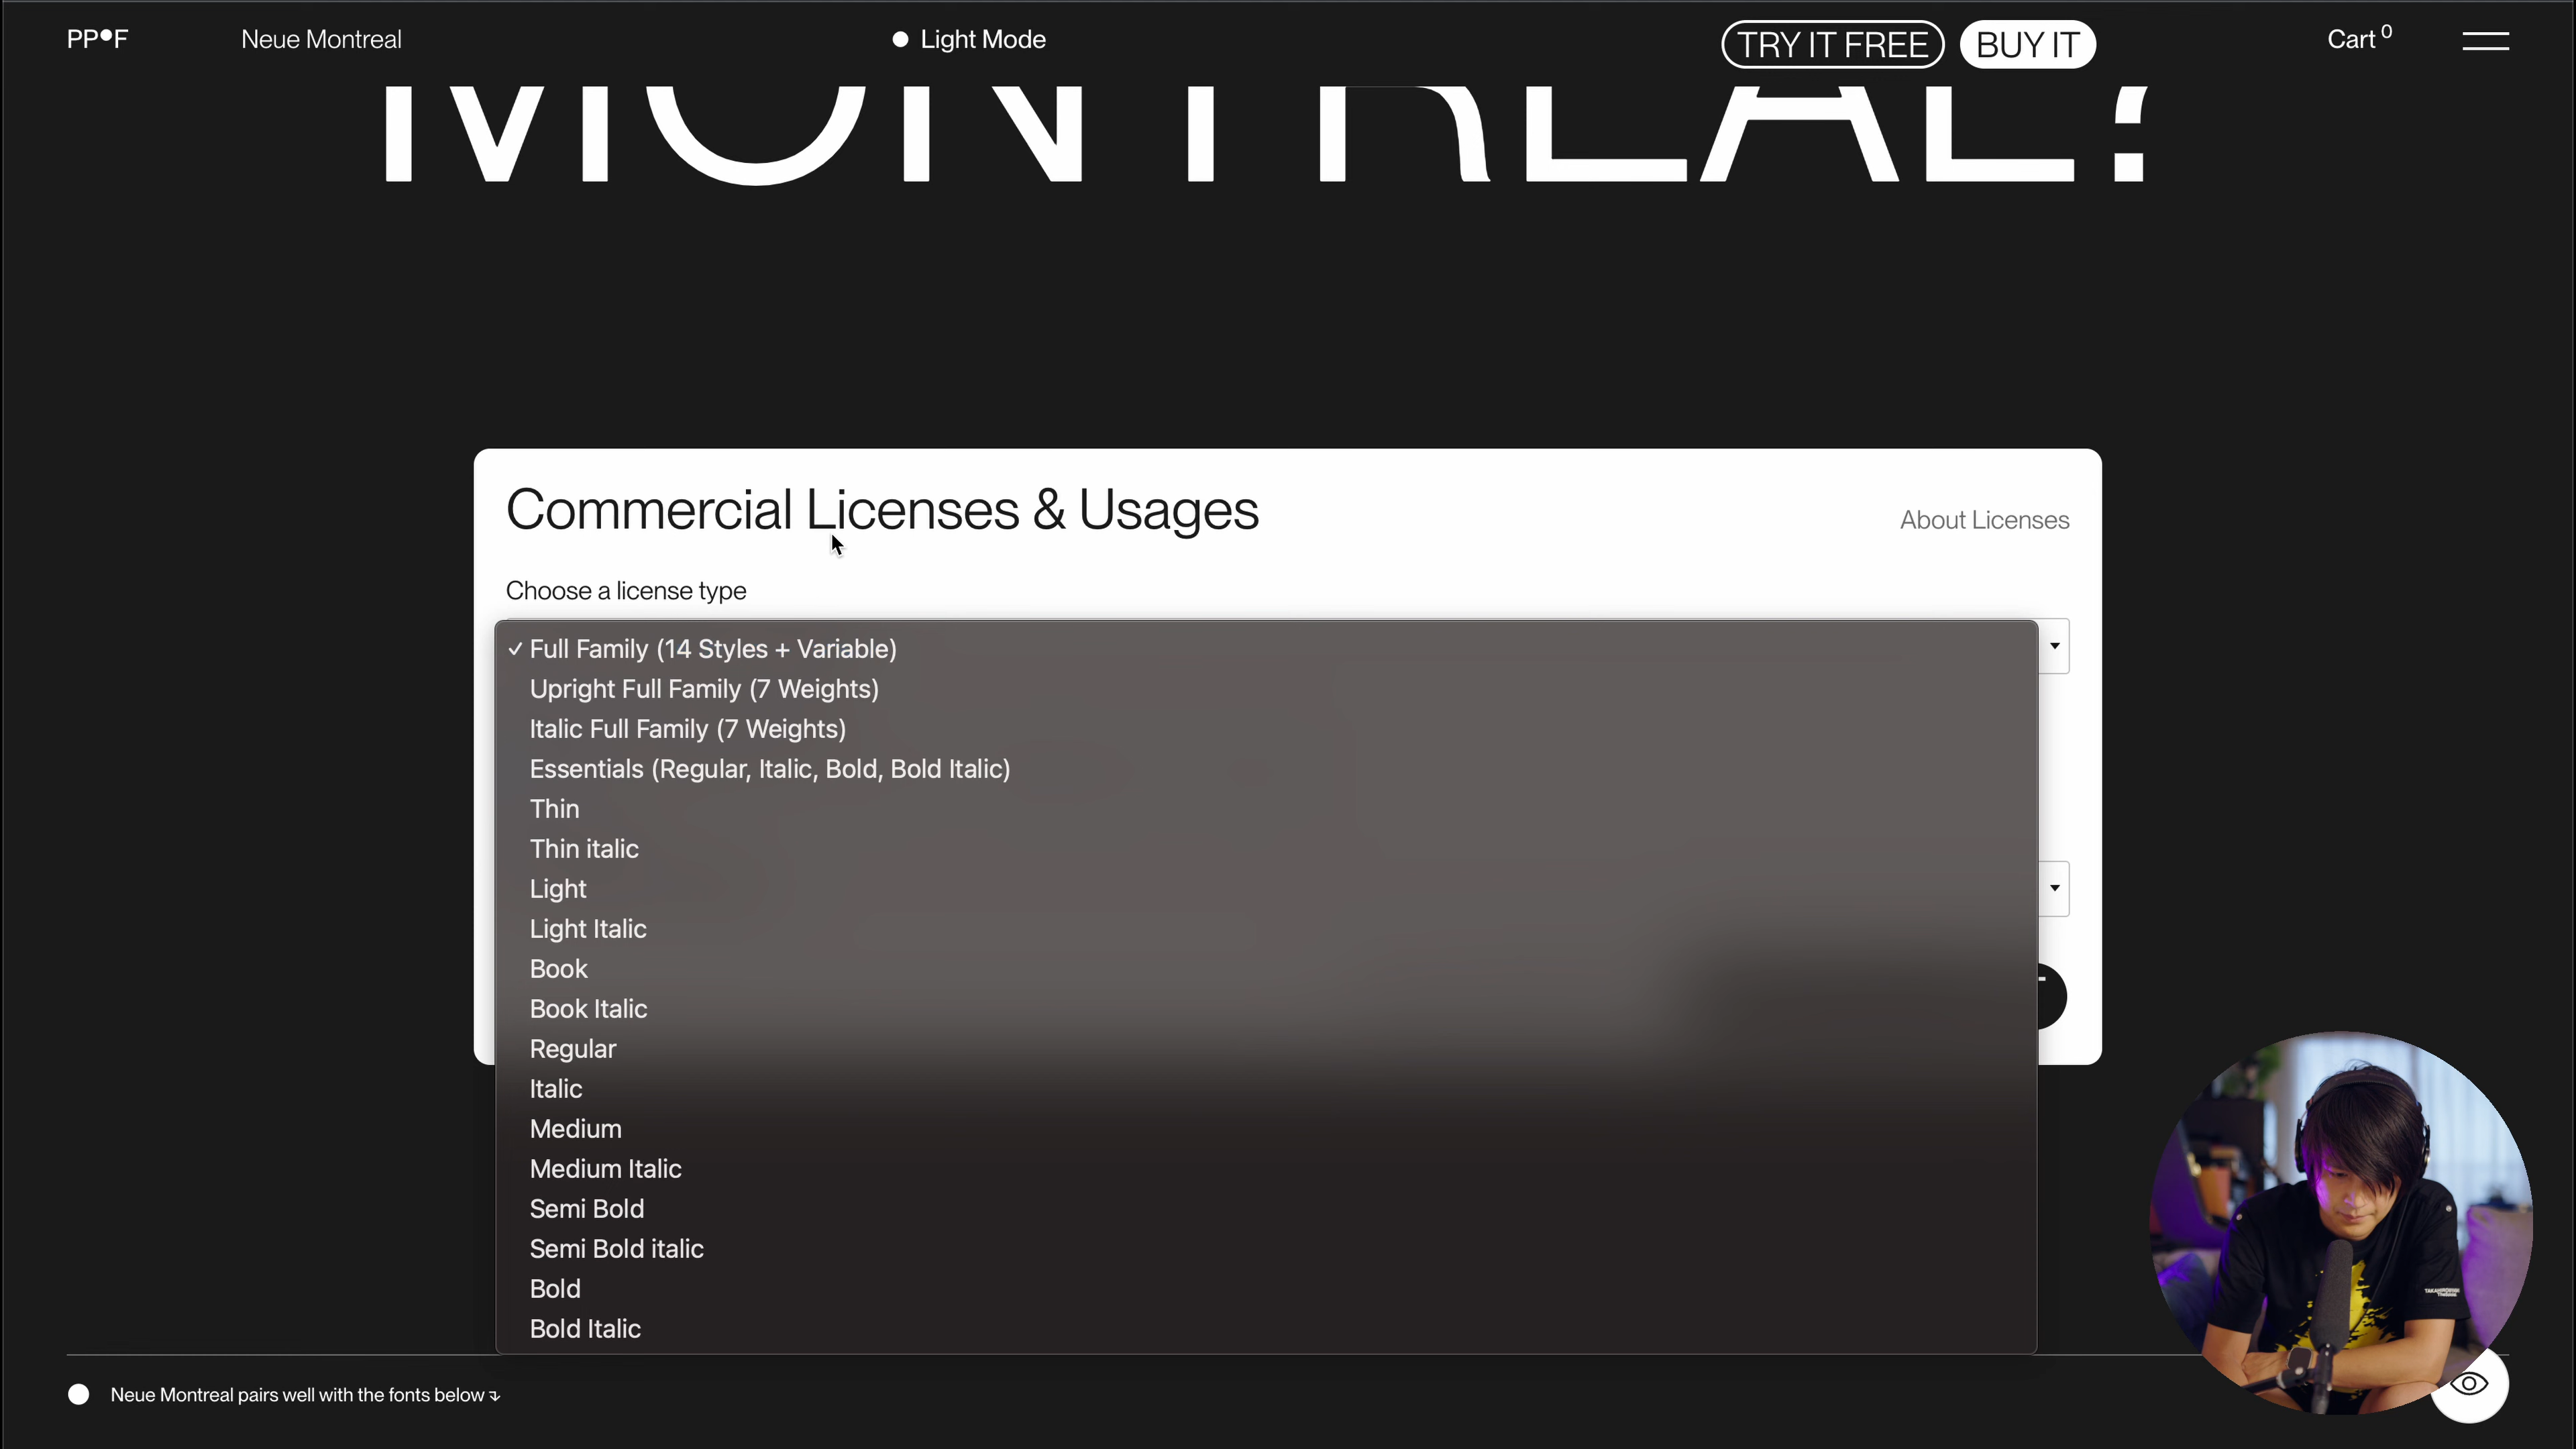 PP•F
Neue Montreal
Light Mode
TRY IT FREE
BUY IT
Cart 0
MONTREAL?
Commercial Licenses & Usages
About Licenses
Choose a license type
✓ Full Family (14 Styles + Variable)
Upright Full Family (7 Weights)
Italic Full Family (7 Weights)
Essentials (Regular, Italic, Bold, Bold Italic)
Thin
Thin italic
Light
Light Italic
Book
Book Italic
Regular
Italic
Medium
Medium Italic
Semi Bold
Semi Bold italic
Bold
Bold Italic
Neue Montreal pairs well with the fonts below ↴